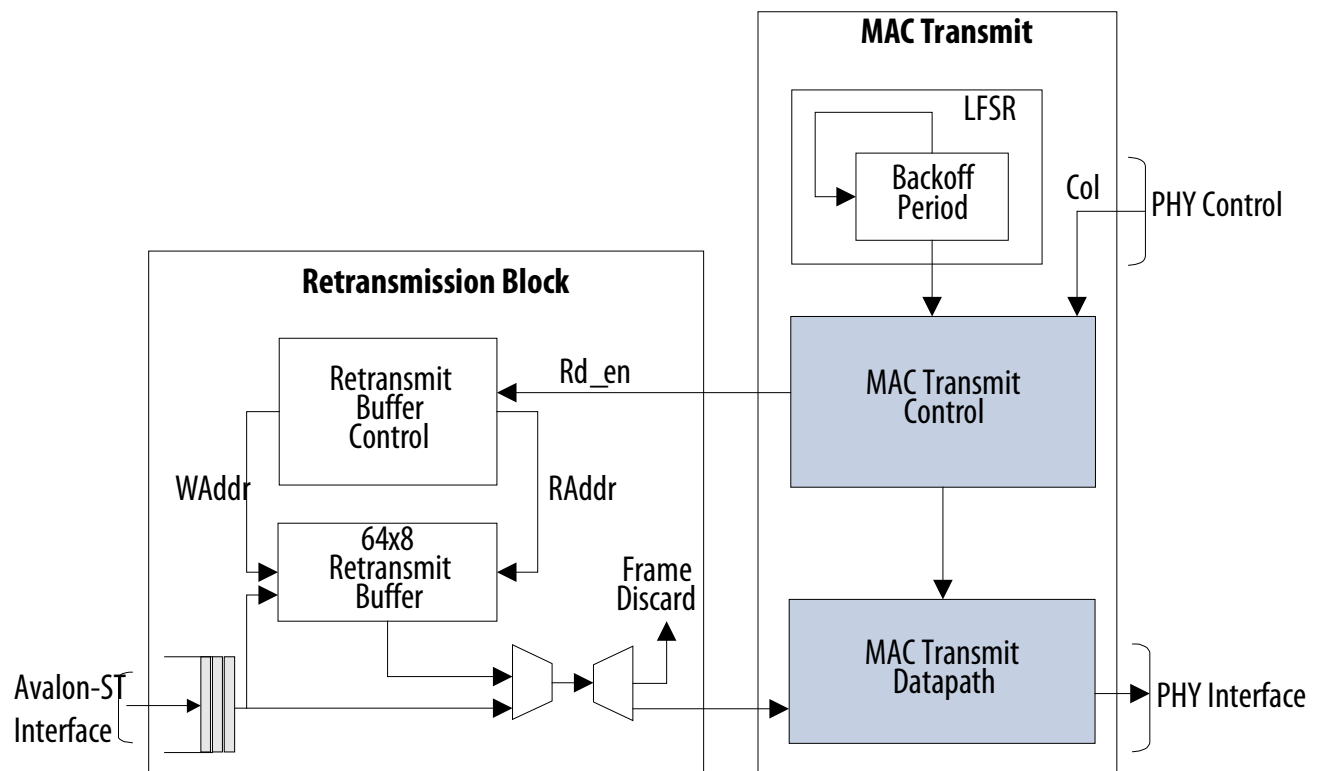 MAC Transmit
LFSR
Backoff
Period
Col
PHY Control
Retransmission Block
Retransmit
Buffer
Control
Rd_en
MAC Transmit
Control
WAddr
RAddr
64x8
Retransmit
Buffer
Frame
Discard
MAC Transmit
Datapath
Avalon-ST
Interface
PHY Interface